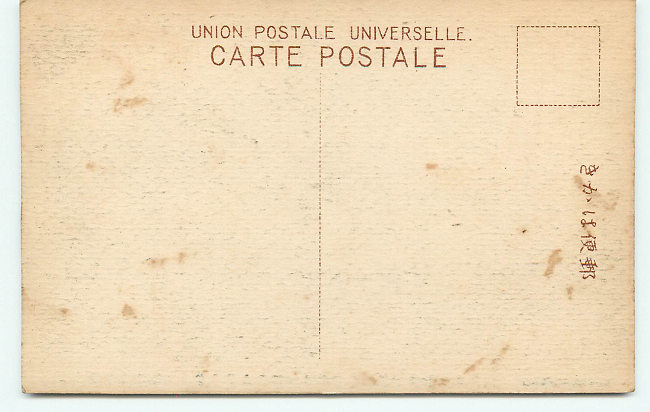 UNION POSTALE UNIVERSELLE.
CARTE POSTALE
きかは便郵